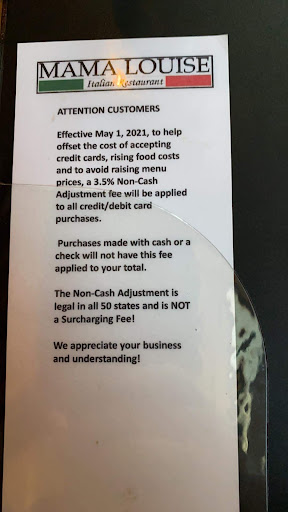 MAMA LOUISE
Italian Restaurant
ATTENTION CUSTOMERS
Effective May 1, 2021, to help
offset the cost of accepting
credit cards, rising food costs
and to avoid raising menu
prices, a 3.5% Non-Cash
Adjustment fee will be applied
to all credit/debit card
purchases.
Purchases made with cash or a
check will not have this fee
applied to your total.
The Non-Cash Adjustment is
legal in all 50 states and is NOT
a Surcharging Fee!
We appreciate your business
and understanding!